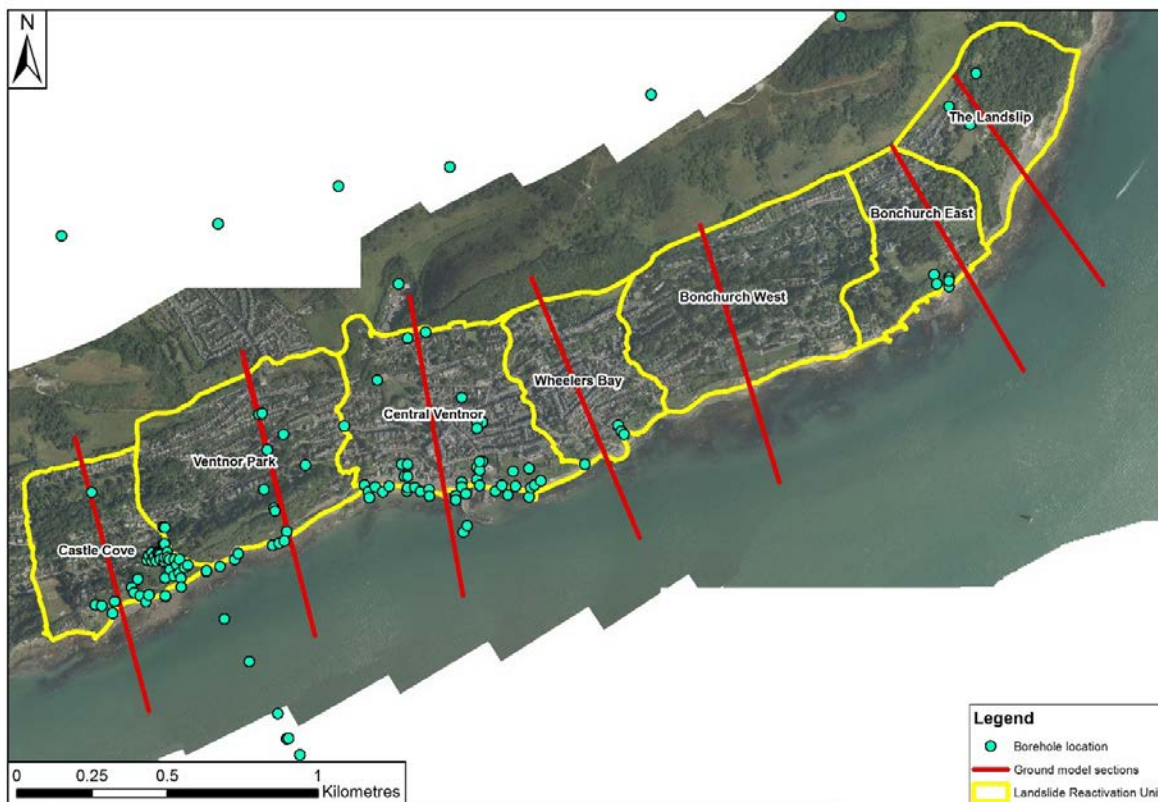 N
The Landslip
Bonchurch East
Bonchurch West
Wheelers Bay
Central Ventnor
Ventnor Park
Castle Cove
Legend
Borehole location
Ground model sections
Landslide Reactivation Uni
0 0.25 0.5 1
Kilometres